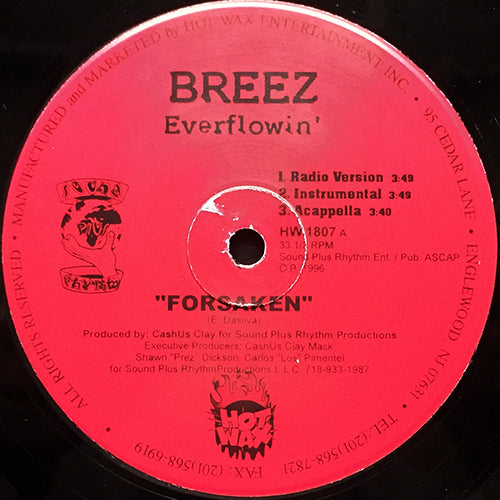 MANUFACTURED and MARKETED by HOT WAX ENTERTAINMENT INC. • 95 CEDAR LANE, • ENGLEWOOD, NJ 07631 • TEL: (201)568-7821 FAX: (201)568-6919 • ALL RIGHTS RESERVED •
BREEZ
Everflowin'
1. Radio Version 3:49
2. Instrumental 3:49
3. Acappella 3:40
HW 1807 A
33 1/3 RPM
Sound Plus Rhythm Ent. / Pub. ASCAP
1996
SOUND
RHYTHM
"FORSAKEN"
(E. Dasilva)
Produced by: CashUs Clay for Sound Plus Rhythm Productions
Executive Producers: CashUs Clay Mack
Shawn "Prez" Dickson, Carlos "Los" Pimentel
for Sound Plus RhythmProductions L.L.C. 718-933-1987
HOT
WAX